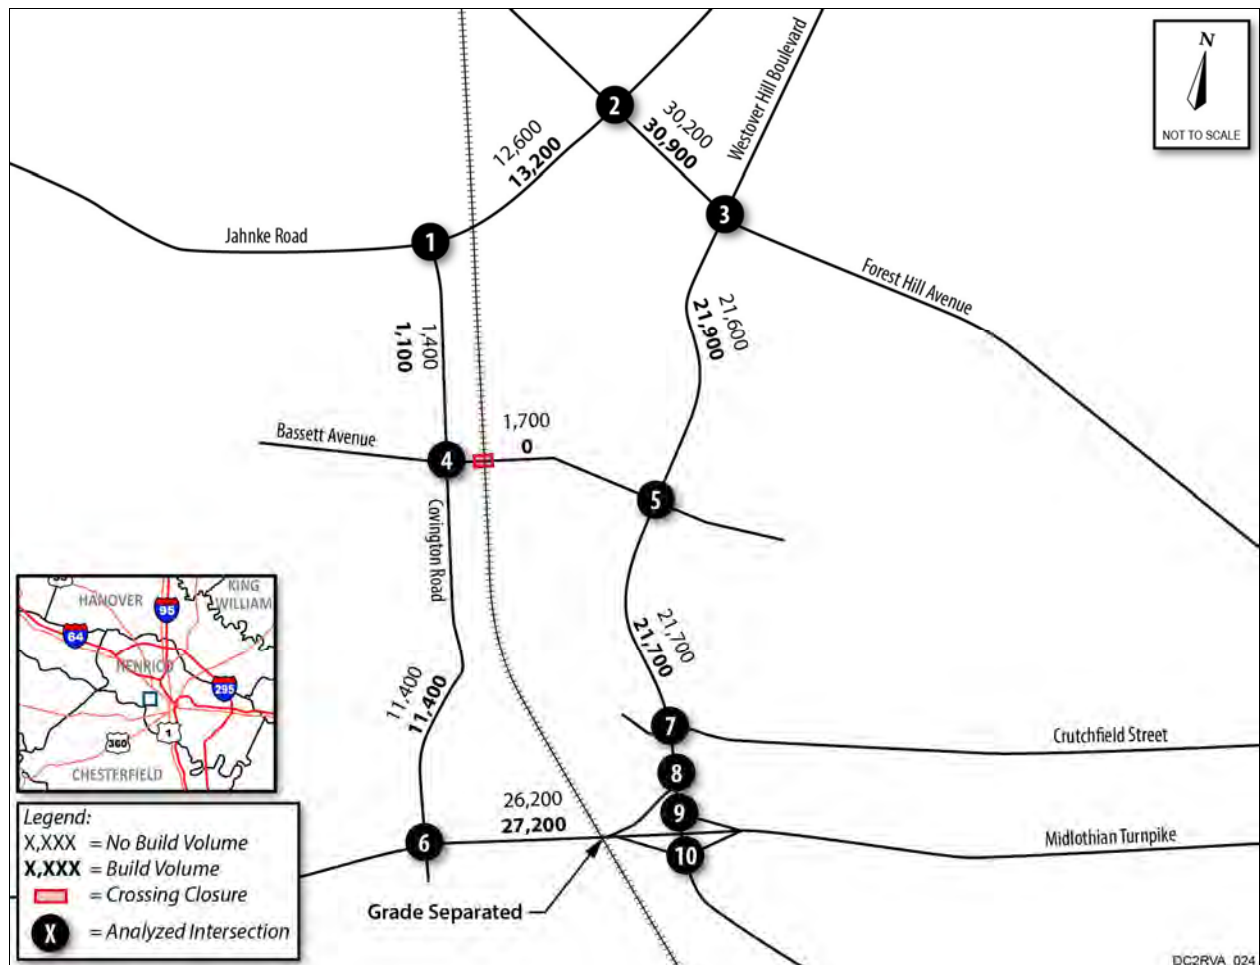 N
NOT TO SCALE
Westover Hill Boulevard
2
30,200
30,900
12,600
13,200
3
Jahnke Road
1
Forest Hill Avenue
21,600
21,900
1,400
1,100
1,700
0
Bassett Avenue
4
5
Covington Road
21,700
21,700
11,400
11,400
7
Crutchfield Street
8
9
26,200
27,200
6
10
Midlothian Turnpike
Grade Separated
HANOVER
KING
WILLIAM
95
64
HENRICO
295
360
1
CHESTERFIELD
Legend:
X,XXX = No Build Volume
X,XXX = Build Volume
= Crossing Closure
X = Analyzed Intersection
DC2RVA_024